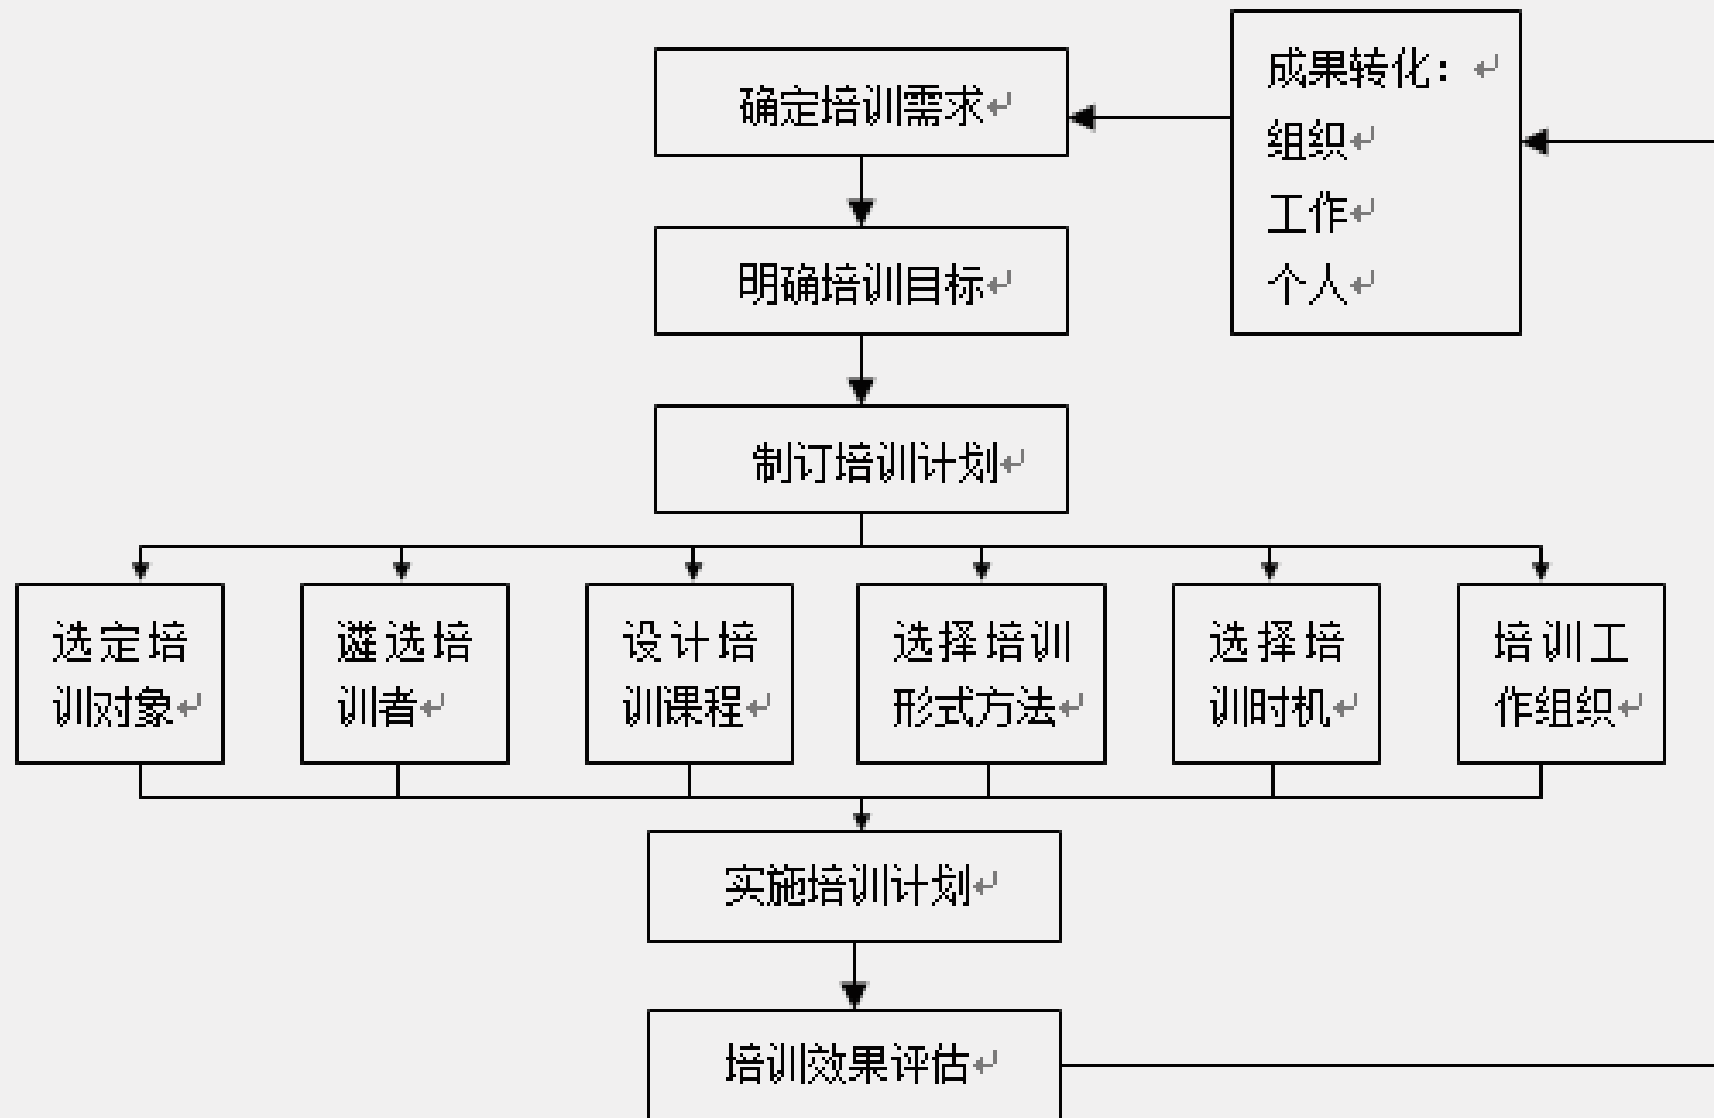 成果转化：
组织
工作
个人
确定培训需求
明确培训目标
制订培训计划
选定培
训对象
遴选培
训者
设计培
训课程
选择培训
形式方法
选择培
训时机
培训工
作组织
实施培训计划
培训效果评估